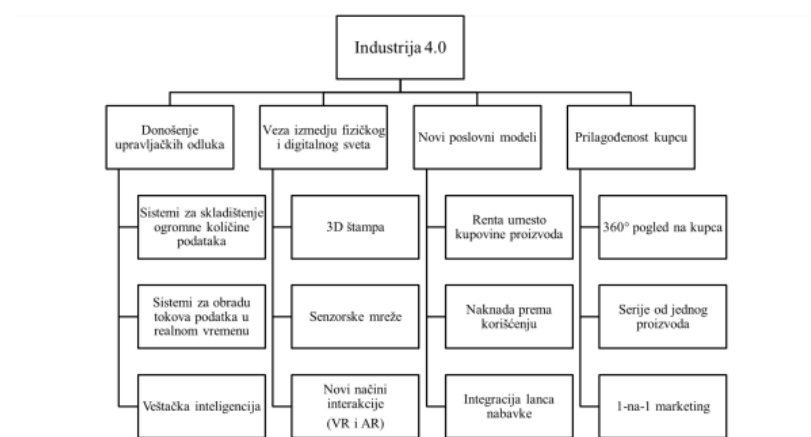 Industrija 4.0
Donošenje
upravljačkih odluka
Veza izmedju fizičkog
i digitalnog sveta
Novi poslovni modeli
Prilagođenost kupcu
Sistemi za skladištenje
ogromne količine
podataka
3D štampa
Renta umesto
kupovine proizvoda
360° pogled na kupca
Sistemi za obradu
tokova podatka u
realnom vremenu
Senzorske mreže
Naknada prema
korišćenju
Serije od jednog
proizvoda
Veštačka inteligencija
Novi načini
interakcije
(VR i AR)
Integracija lanca
nabavke
1-na-1 marketing